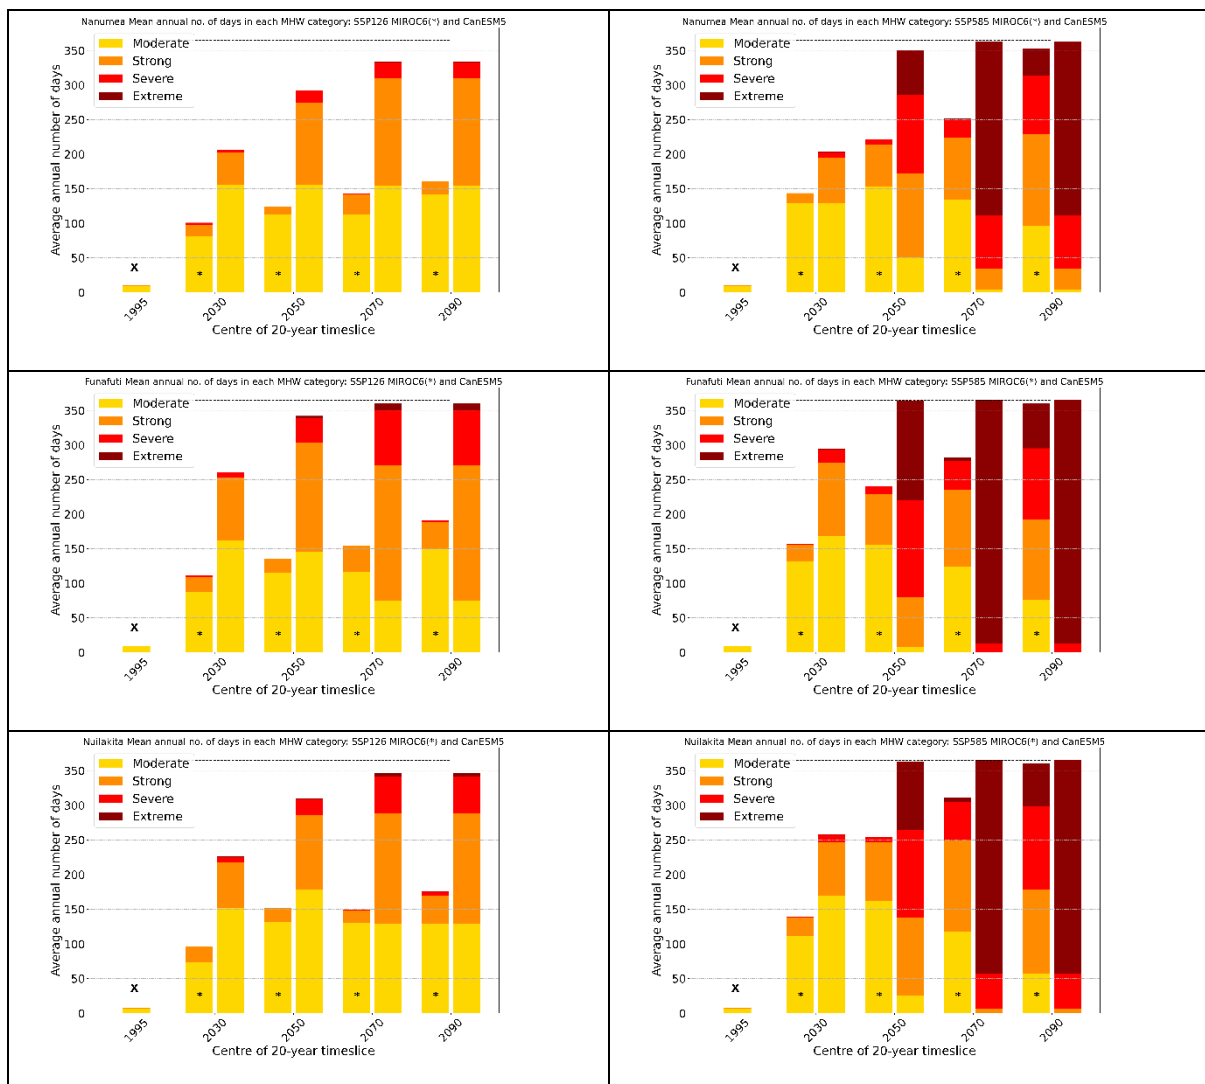 Nanumea Mean annual no. of days in each MHW category: SSP126 MIROC6(*) and CanESM5
Moderate
Strong
Severe
Extreme
Average annual number of days
350
300
250
200
150
100
50
0
X
*
*
*
*
1995
2030
2050
2070
2090
Centre of 20-year timeslice
Nanumea Mean annual no. of days in each MHW category: SSP585 MIROC6(*) and CanESM5
Moderate
Strong
Severe
Extreme
Average annual number of days
350
300
250
200
150
100
50
0
X
*
*
*
*
1995
2030
2050
2070
2090
Centre of 20-year timeslice
Funafuti Mean annual no. of days in each MHW category: SSP126 MIROC6(*) and CanESM5
Moderate
Strong
Severe
Extreme
Average annual number of days
350
300
250
200
150
100
50
0
X
*
*
*
*
1995
2030
2050
2070
2090
Centre of 20-year timeslice
Funafuti Mean annual no. of days in each MHW category: SSP585 MIROC6(*) and CanESM5
Moderate
Strong
Severe
Extreme
Average annual number of days
350
300
250
200
150
100
50
0
X
*
*
*
*
1995
2030
2050
2070
2090
Centre of 20-year timeslice
Nuilakita Mean annual no. of days in each MHW category: SSP126 MIROC6(*) and CanESM5
Moderate
Strong
Severe
Extreme
Average annual number of days
350
300
250
200
150
100
50
0
X
*
*
*
*
1995
2030
2050
2070
2090
Centre of 20-year timeslice
Nuilakita Mean annual no. of days in each MHW category: SSP585 MIROC6(*) and CanESM5
Moderate
Strong
Severe
Extreme
Average annual number of days
350
300
250
200
150
100
50
0
X
*
*
*
*
1995
2030
2050
2070
2090
Centre of 20-year timeslice